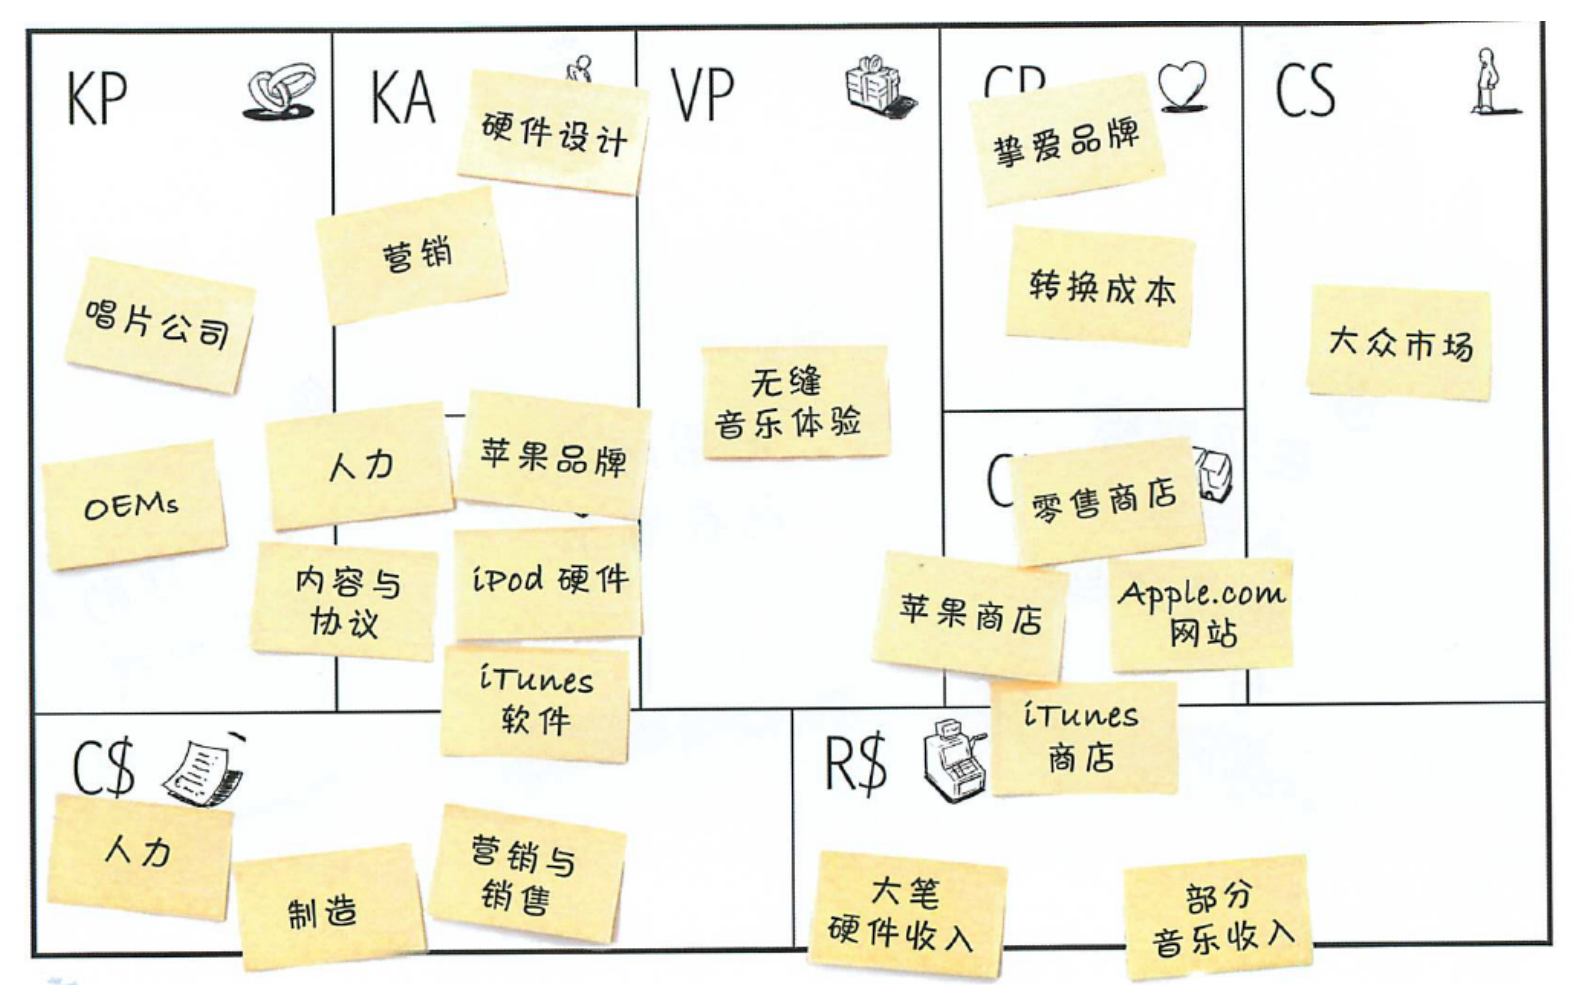 KP
唱片公司
OEMs
KA
硬件设计
营销
人力
苹果品牌
内容与
协议
iPod 硬件
iTunes
软件
VP
无缝
音乐体验
挚爱品牌
转换成本
零售商店
苹果商店
Apple.com
网站
iTunes
商店
CS
大众市场
C$
人力
制造
营销与
销售
R$
大笔
硬件收入
部分
音乐收入